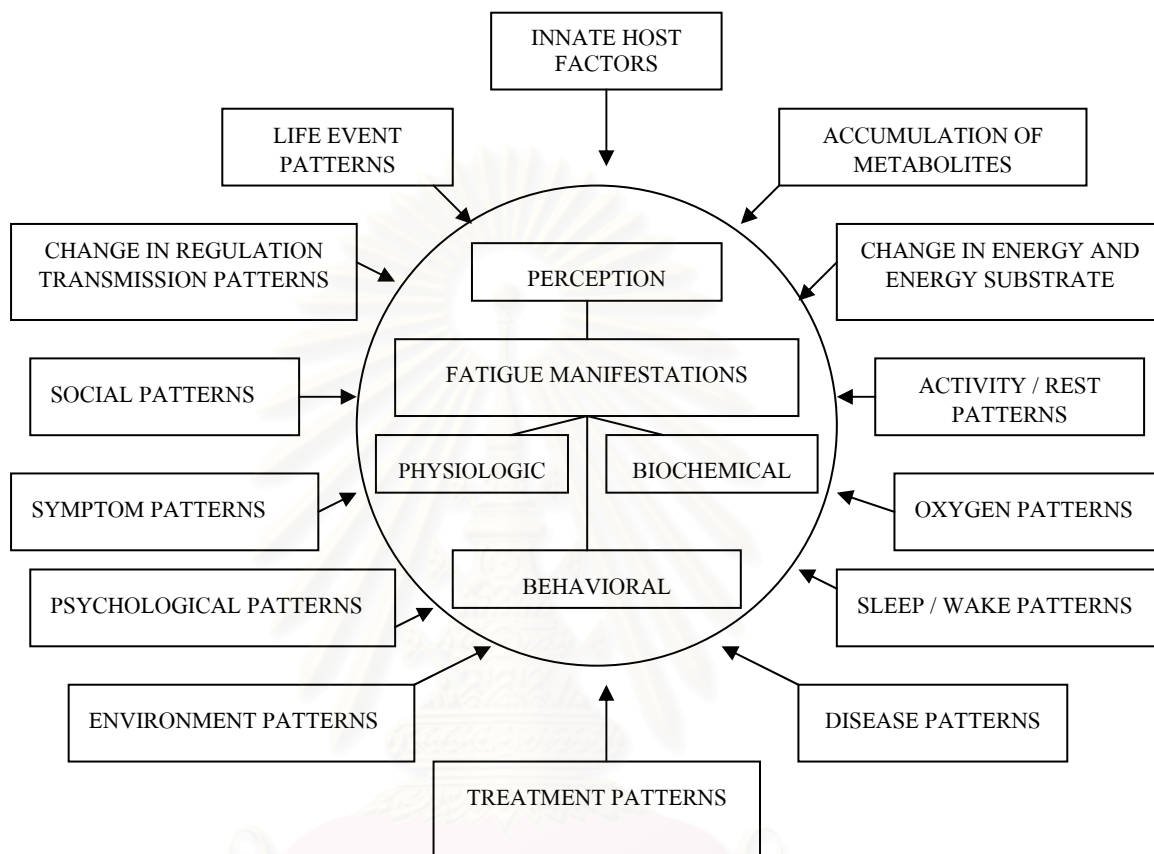 INNATE HOST
FACTORS
LIFE EVENT
PATTERNS
ACCUMULATION OF
METABOLITES
CHANGE IN REGULATION
TRANSMISSION PATTERNS
CHANGE IN ENERGY AND
ENERGY SUBSTRATE
PERCEPTION
FATIGUE MANIFESTATIONS
SOCIAL PATTERNS
ACTIVITY / REST
PATTERNS
PHYSIOLOGIC
BIOCHEMICAL
SYMPTOM PATTERNS
OXYGEN PATTERNS
BEHAVIORAL
PSYCHOLOGICAL PATTERNS
SLEEP / WAKE PATTERNS
ENVIRONMENT PATTERNS
DISEASE PATTERNS
TREATMENT PATTERNS